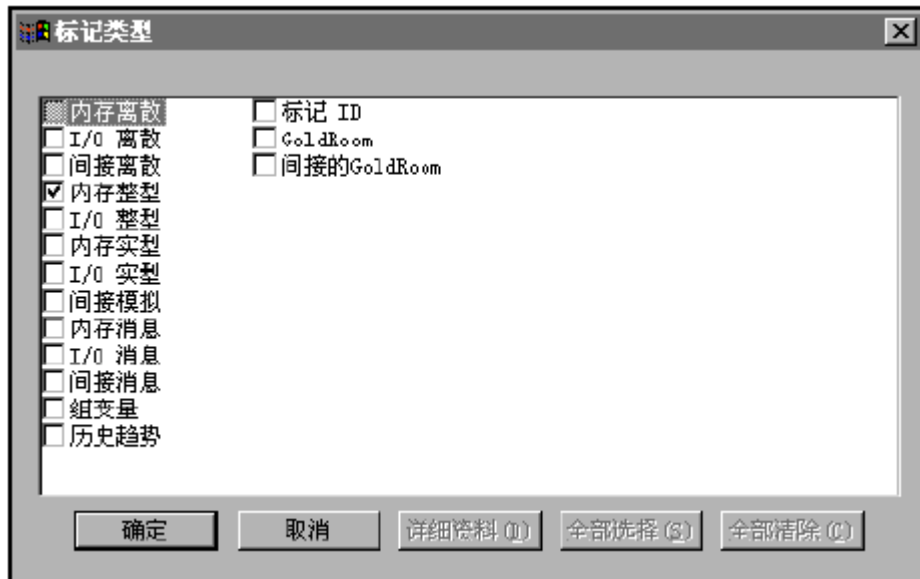 标记类型
内存离散
I/O 离散
间接离散
内存整型
I/O 整型
内存实型
I/O 实型
间接模拟
内存消息
I/O 消息
间接消息
组变量
历史趋势
标记 ID
GoldRoom
间接的GoldRoom
确定 取消 详细资料(D) 全部选择(S) 全部清除(C)